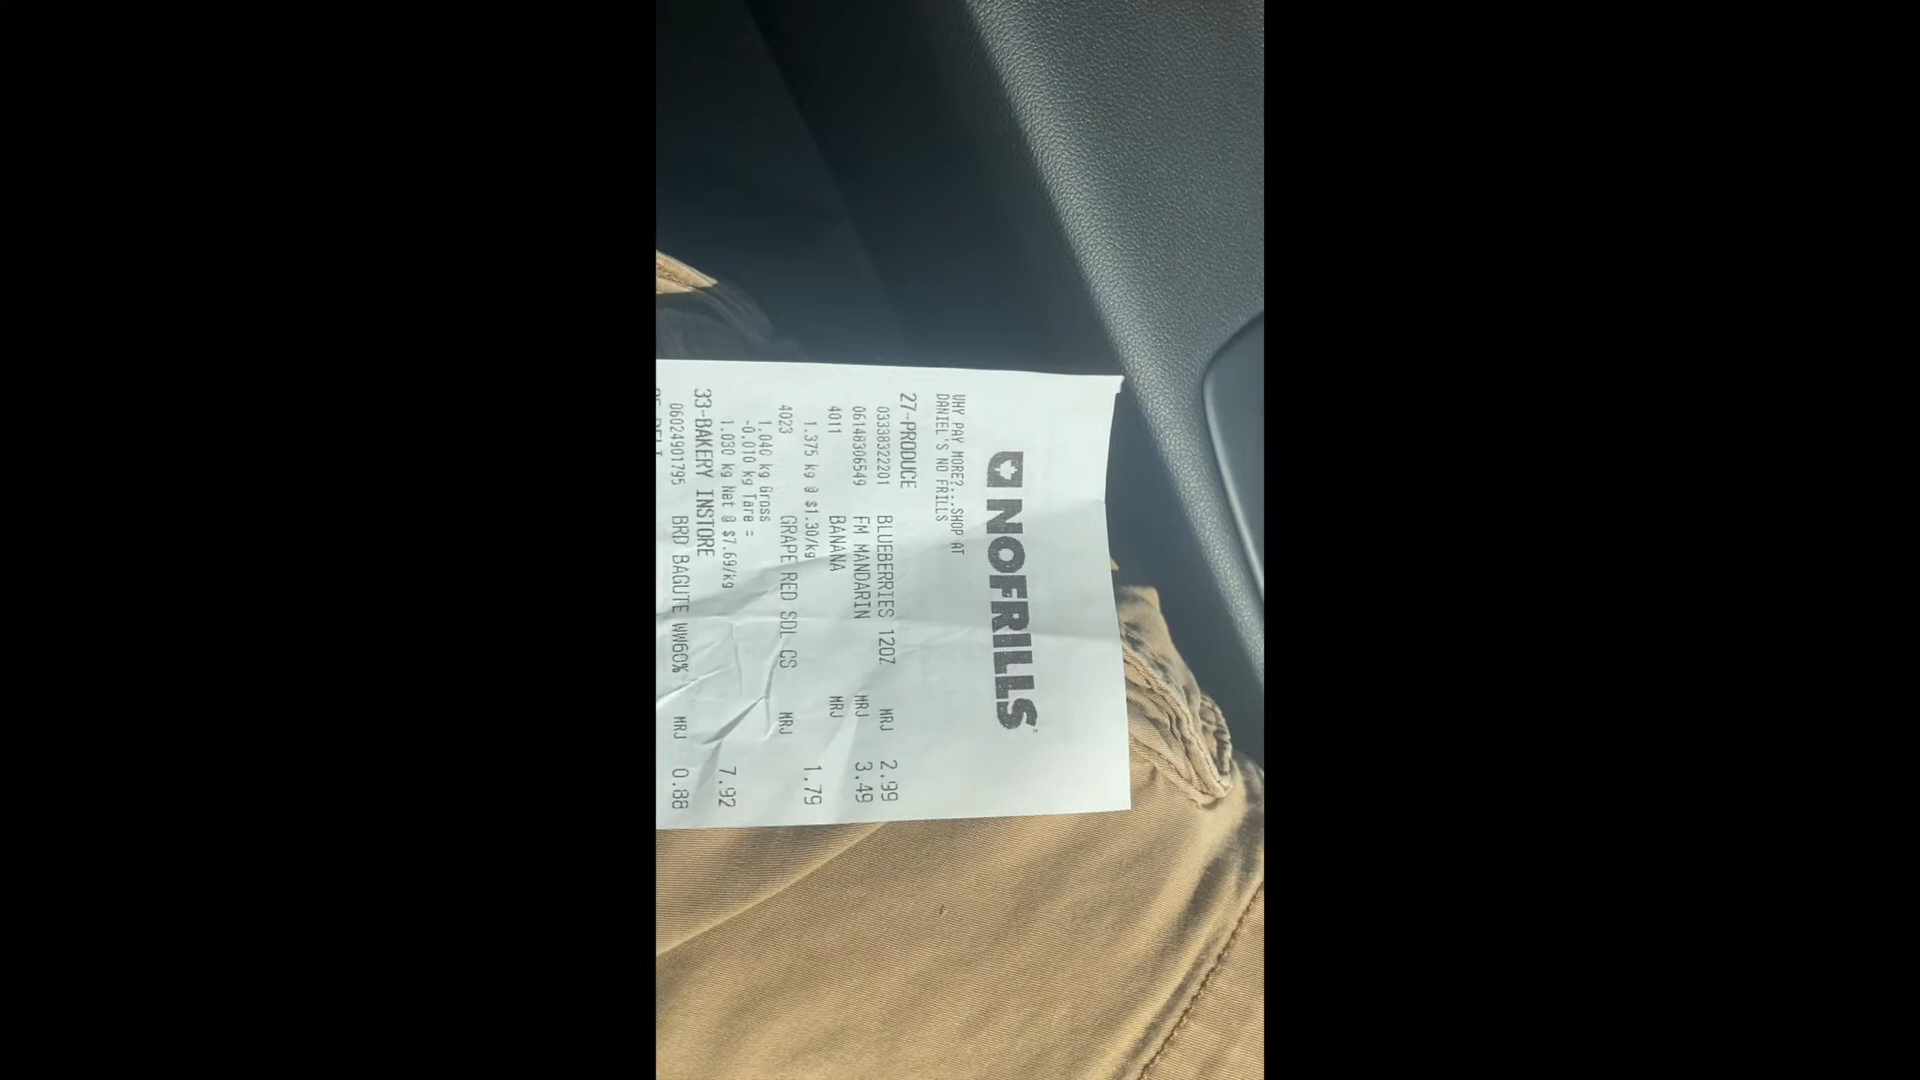 NOFRILLS
WHY PAY MORE?...SHOP AT
DANIEL'S NO FRILLS
27-PRODUCE
03338322201 BLUEBERRIES 12OZ MRJ 2.99
06148306549 FM MANDARIN MRJ 3.49
4011 BANANA MRJ
1.375 kg @ $1.30/kg 1.79
4023 GRAPE RED SDL CS MRJ
1.040 kg Gross
-0.010 kg Tare =
1.030 kg Net @ $7.69/kg 7.92
33-BAKERY INSTORE
06024901795 BRD BAGUTE WW60% MRJ 0.88